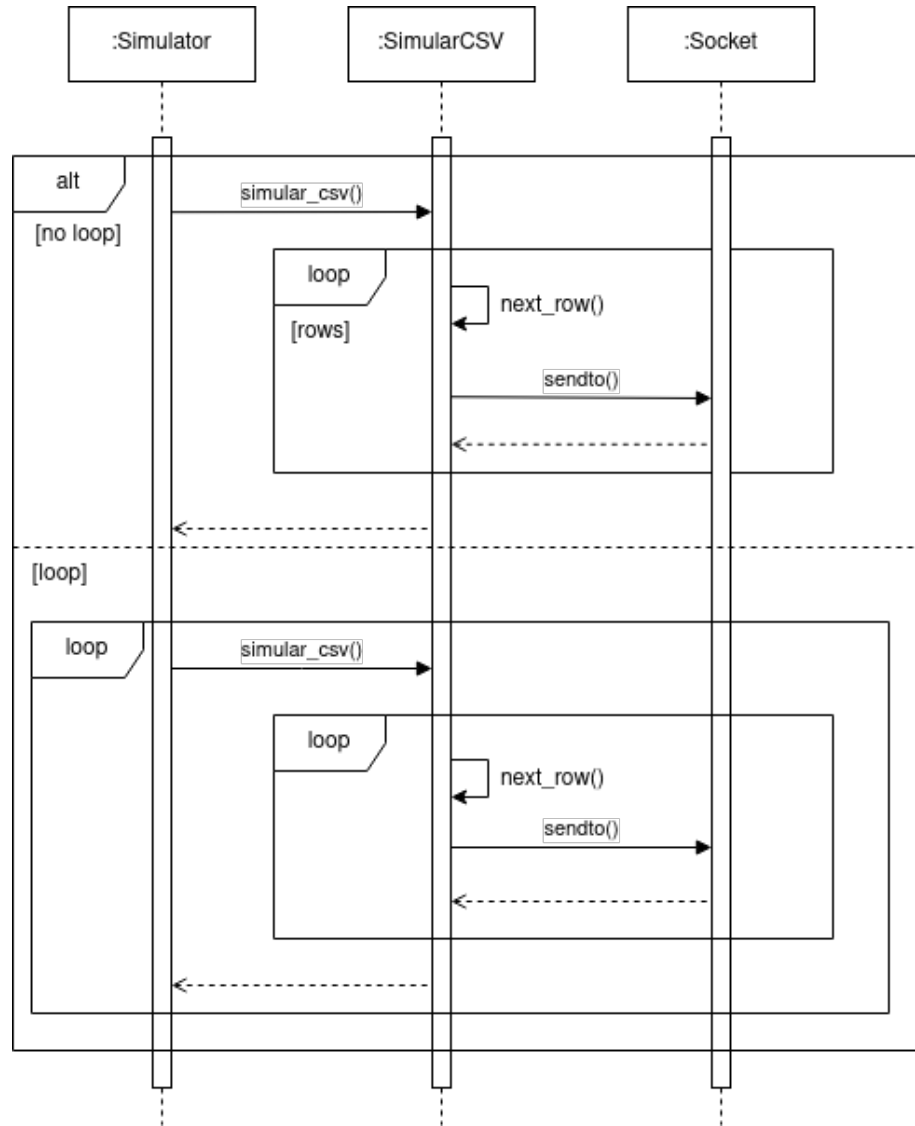 :Simulator
:SimularCSV
:Socket
alt
simular_csv()
[no loop]
loop
next_row()
[rows]
sendto()
[loop]
loop
simular_csv()
loop
next_row()
sendto()